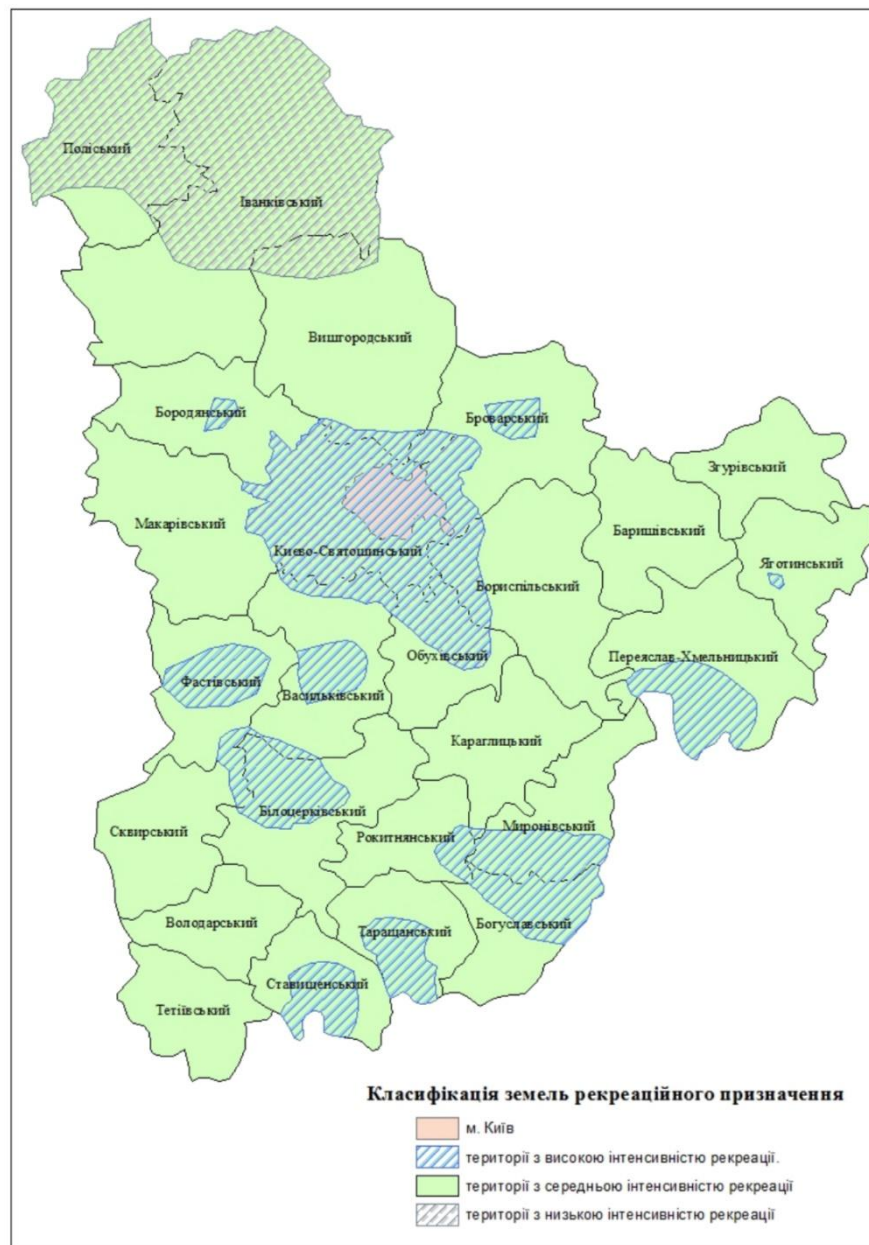 Поліський
Іванківський
Вишгородський
Бородянський
Броварський
Згурівський
Макарівський
Баришівський
Києво-Святошинський
Яготинський
Бориспільський
Обухівський
Переяслав-Хмельницький
Фастівський
Васильківський
Караглицький
Білоцерківський
Сквирський
Рокитнянський
Миронівський
Володарський
Таращанський
Богуславський
Ставищенський
Тетіївський
Класифікація земель рекреаційного призначення
м. Київ
території з високою інтенсивністю рекреації.
території з середньою інтенсивністю рекреації
території з низькою інтенсивністю рекреації